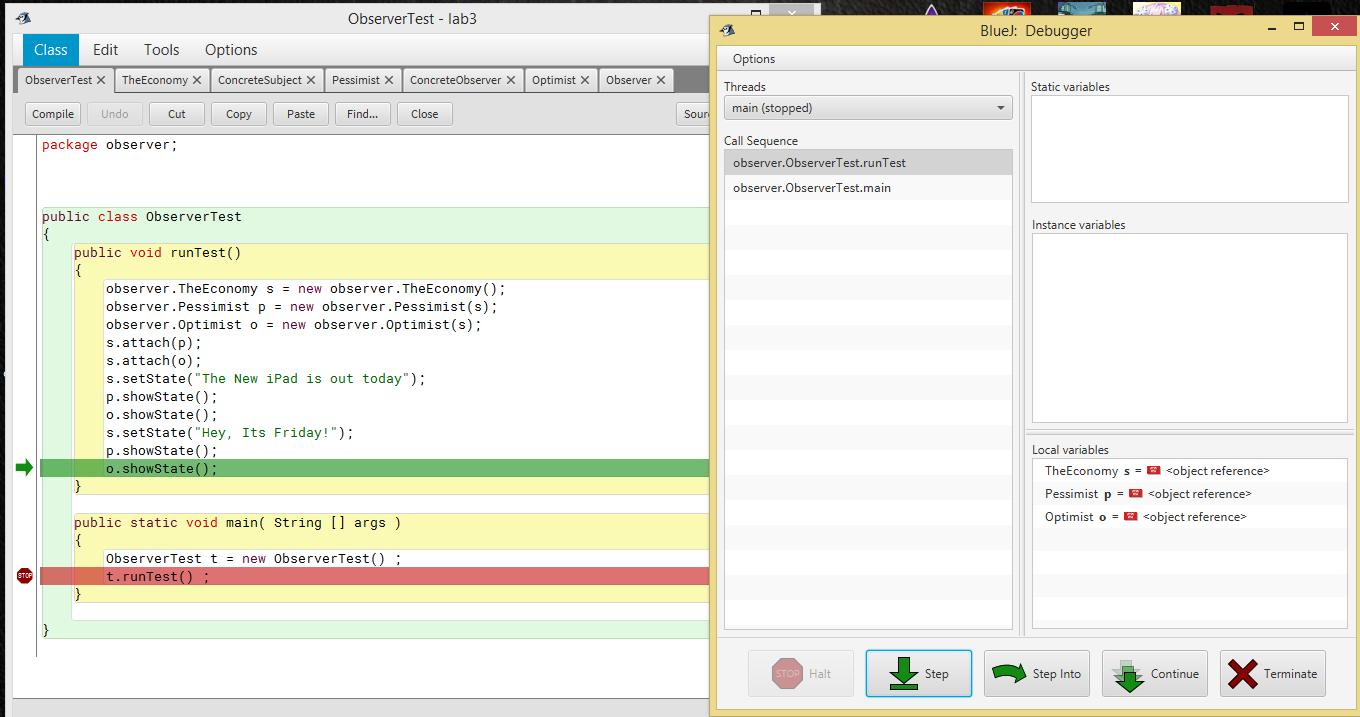 ObserverTest - lab3
Class Edit Tools Options
ObserverTest TheEconomy ConcreteSubject Pessimist ConcreteObserver Optimist Observer
Compile Undo Cut Copy Paste Find... Close
package observer;
public class ObserverTest
{
public void runTest()
{
observer.TheEconomy s = new observer.TheEconomy();
observer.Pessimist p = new observer.Pessimist(s);
observer.Optimist o = new observer.Optimist(s);
s.attach(p);
s.attach(o);
s.setState("The New iPad is out today");
p.showState();
o.showState();
s.setState("Hey, Its Friday!");
p.showState();
o.showState();
}
public static void main( String [] args )
{
ObserverTest t = new ObserverTest() ;
STOP t.runTest() ;
}
}
BlueJ: Debugger
Options
Threads
main (stopped)
Call Sequence
observer.ObserverTest.runTest
observer.ObserverTest.main
Static variables
Instance variables
Local variables
TheEconomy s = <object reference>
Pessimist p = <object reference>
Optimist o = <object reference>
STOP Halt Step Step Into Continue Terminate